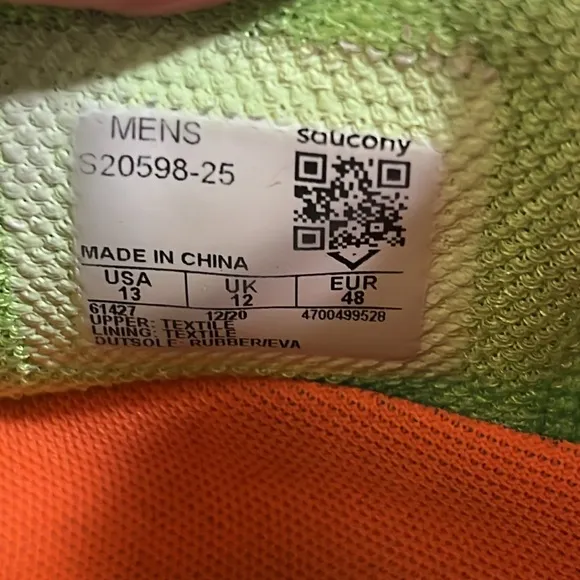 MENS
saucony
S20598-25
MADE IN CHINA
USA UK EUR
13 12 48
61427 12/20 4700499528
UPPER: TEXTILE
LINING: TEXTILE
OUTSOLE: RUBBER/EVA